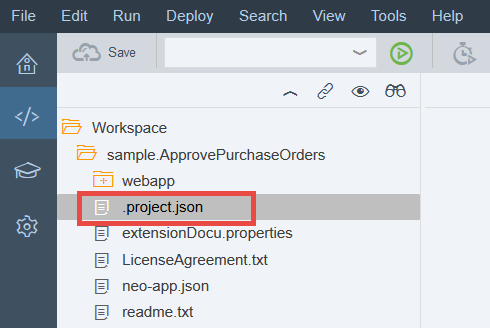 File Edit Run Deploy Search View Tools Help
Save
Workspace
sample.ApprovePurchaseOrders
webapp
.project.json
extensionDocu.properties
LicenseAgreement.txt
neo-app.json
readme.txt